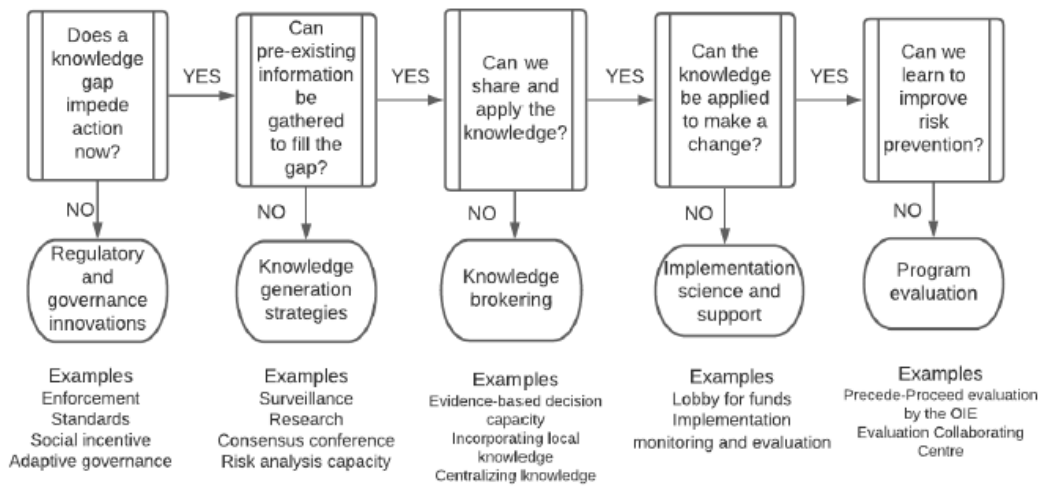 Does a
knowledge
gap
impede
action
now?
YES
Can
pre-existing
information
be
gathered
to fill the
gap?
YES
Can we
share and
apply the
knowledge?
YES
Can the
knowledge
be applied
to make a
change?
YES
Can we
learn to
improve
risk
prevention?
NO
NO
NO
NO
NO
Regulatory
and
governance
innovations
Knowledge
generation
strategies
Knowledge
brokering
Implementation
science and
support
Program
evaluation
Examples
Enforcement
Standards
Social incentive
Adaptive governance
Examples
Surveillance
Research
Consensus conference
Risk analysis capacity
Examples
Evidence-based decision
capacity
Incorporating local
knowledge
Centralizing knowledge
Examples
Lobby for funds
Implementation
monitoring and evaluation
Examples
Precede-Proceed evaluation
by the OIE
Evaluation Collaborating
Centre